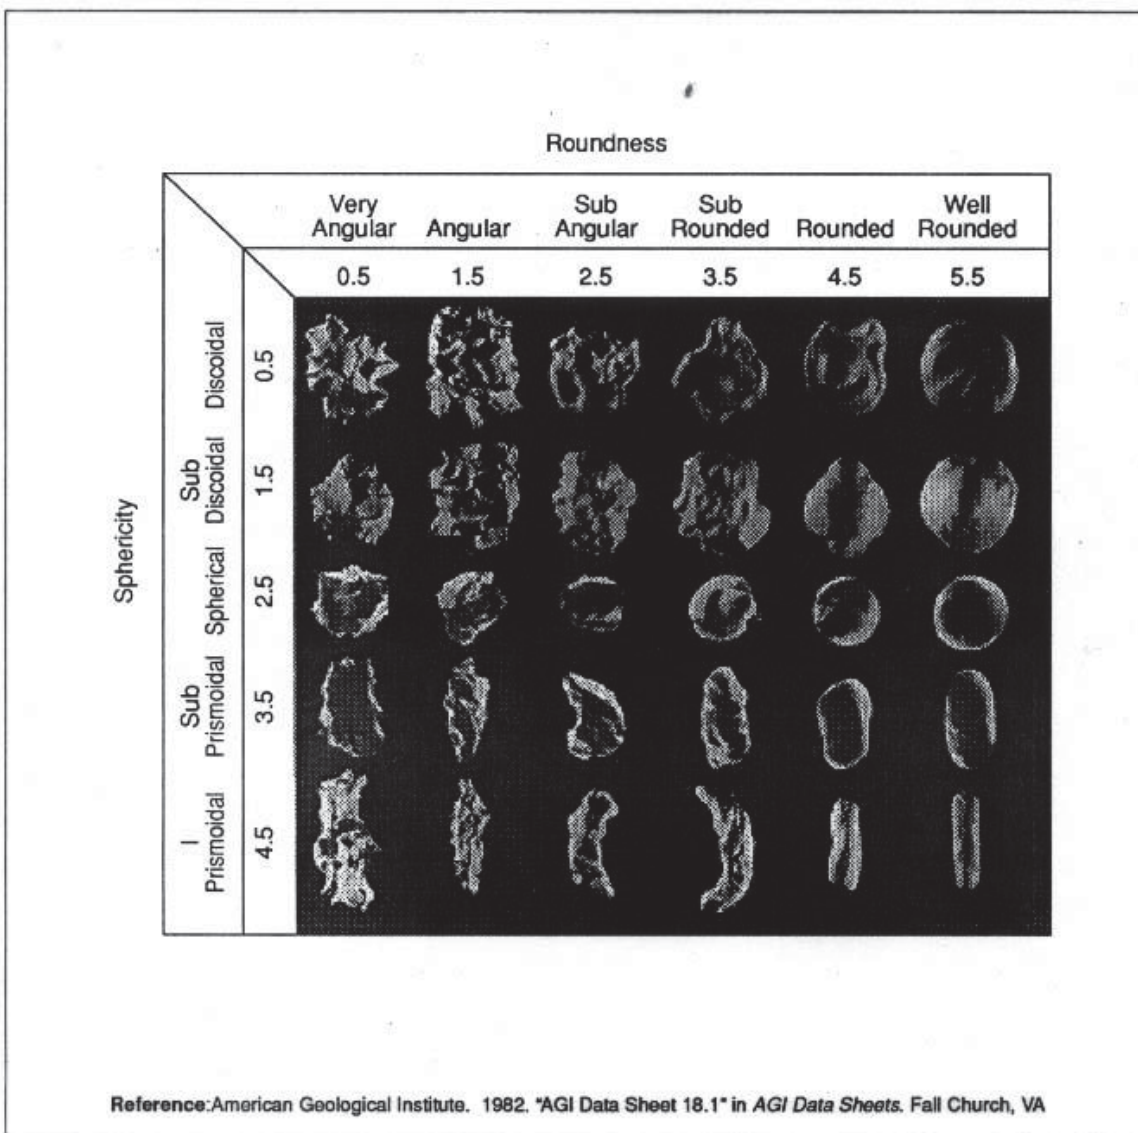 Roundness
Very Angular
Angular
Sub Angular
Sub Rounded
Rounded
Well Rounded
0.5 1.5 2.5 3.5 4.5 5.5
Sphericity
Discoidal
0.5
Sub Discoidal
1.5
Spherical
2.5
Sub Prismoidal
3.5
l Prismoidal
4.5
Reference:American Geological Institute. 1982. "AGI Data Sheet 18.1" in AGI Data Sheets. Fall Church, VA